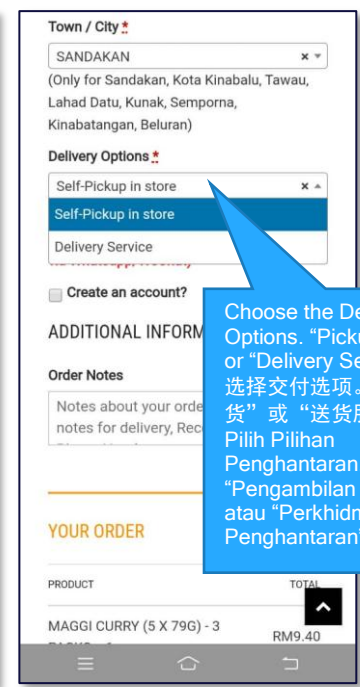 Town / City *
SANDAKAN
(Only for Sandakan, Kota Kinabalu, Tawau,
Lahad Datu, Kunak, Semporna,
Kinabatangan, Beluran)
Delivery Options *
Self-Pickup in store
Self-Pickup in store
Delivery Service
Create an account?
ADDITIONAL INFORM
Order Notes
Notes about your orde
notes for delivery, Rec
Choose the De
Options. “Picku
or “Delivery Se
选择交付选项。
货”或“送货
Pilih Pilihan
Penghantaran
“Pengambilan
atau “Perkhidm
Penghantaran”
YOUR ORDER
PRODUCT TOTAL
MAGGI CURRY (5 X 79G) - 3
RM9.40